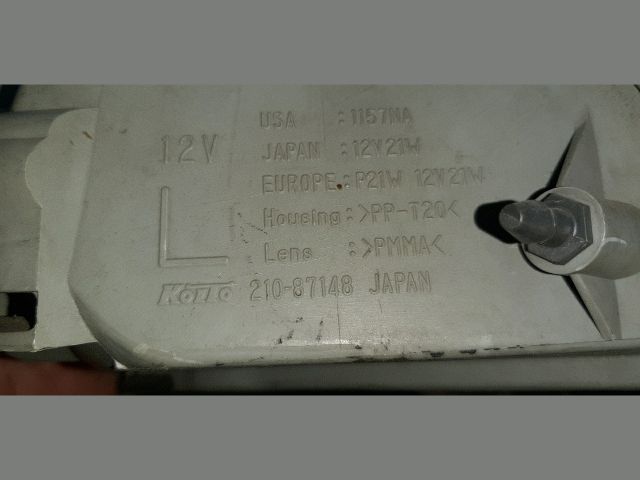 12V
L
USA :1157NA
JAPAN :12V21W
EUROPE:P21W 12V21W
Housing:>PP-T20<
Lens :>PMMA<
KOITO 210-87148 JAPAN